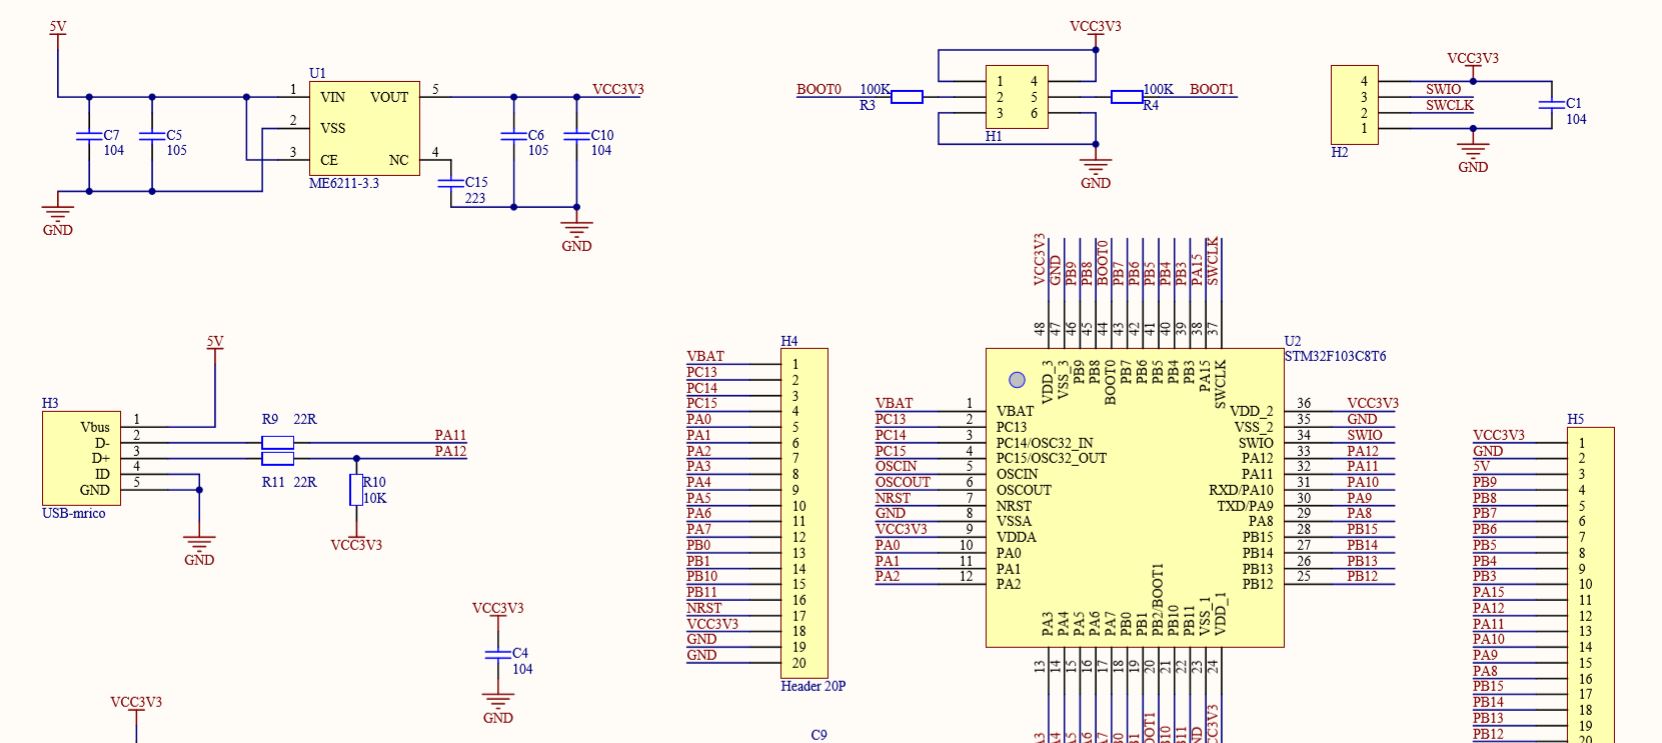 5V
U1
1 VIN VOUT 5 VCC3V3
2 VSS
3 CE NC 4
ME6211-3.3
C7
104
C5
105
C6
105
C10
104
C15
223
GND
GND
VCC3V3
BOOT0 100K
R3
1 4
2 5
3 6
H1
100K BOOT1
R4
GND
VCC3V3
4
3 SWIO
2 SWCLK
1
H2
C1
104
GND
5V
H3
Vbus 1
D- 2
D+ 3
ID 4
GND 5
USB-mrico
R9 22R
PA11
PA12
R11 22R
R10
10K
GND
VCC3V3
VCC3V3
C4
104
GND
VCC3V3
H4
VBAT 1
PC13 2
PC14 3
PC15 4
PA0 5
PA1 6
PA2 7
PA3 8
PA4 9
PA5 10
PA6 11
PA7 12
PB0 13
PB1 14
PB10 15
PB11 16
NRST 17
VCC3V3 18
GND 19
GND 20
Header 20P
C9
U2
STM32F103C8T6
VCC3V3 48 VDD_3
GND 47 VSS_3
PB9 46 PB9
PB8 45 PB8
BOOT0 44 BOOT0
PB7 43 PB7
PB6 42 PB6
PB5 41 PB5
PB4 40 PB4
PB3 39 PB3
PA15 38 PA15
SWCLK 37 SWCLK
VBAT 1 VBAT
PC13 2 PC13
PC14 3 PC14/OSC32_IN
PC15 4 PC15/OSC32_OUT
OSCIN 5 OSCIN
OSCOUT 6 OSCOUT
NRST 7 NRST
GND 8 VSSA
VCC3V3 9 VDDA
PA0 10 PA0
PA1 11 PA1
PA2 12 PA2
VDD_2 36 VCC3V3
VSS_2 35 GND
SWIO 34 SWIO
PA12 33 PA12
PA11 32 PA11
RXD/PA10 31 PA10
TXD/PA9 30 PA9
PA8 29 PA8
PB15 28 PB15
PB14 27 PB14
PB13 26 PB13
PB12 25 PB12
PA3 13
PA4 14
PA5 15
PA6 16
PA7 17
PB0 18
PB1 19
PB2/BOOT1 20
PB10 21
PB11 22
VSS_1 23
VDD_1 24
H5
VCC3V3 1
GND 2
5V 3
PB9 4
PB8 5
PB7 6
PB6 7
PB5 8
PB4 9
PB3 10
PA15 11
PA12 12
PA11 13
PA10 14
PA9 15
PA8 16
PB15 17
PB14 18
PB13 19
PB12 20